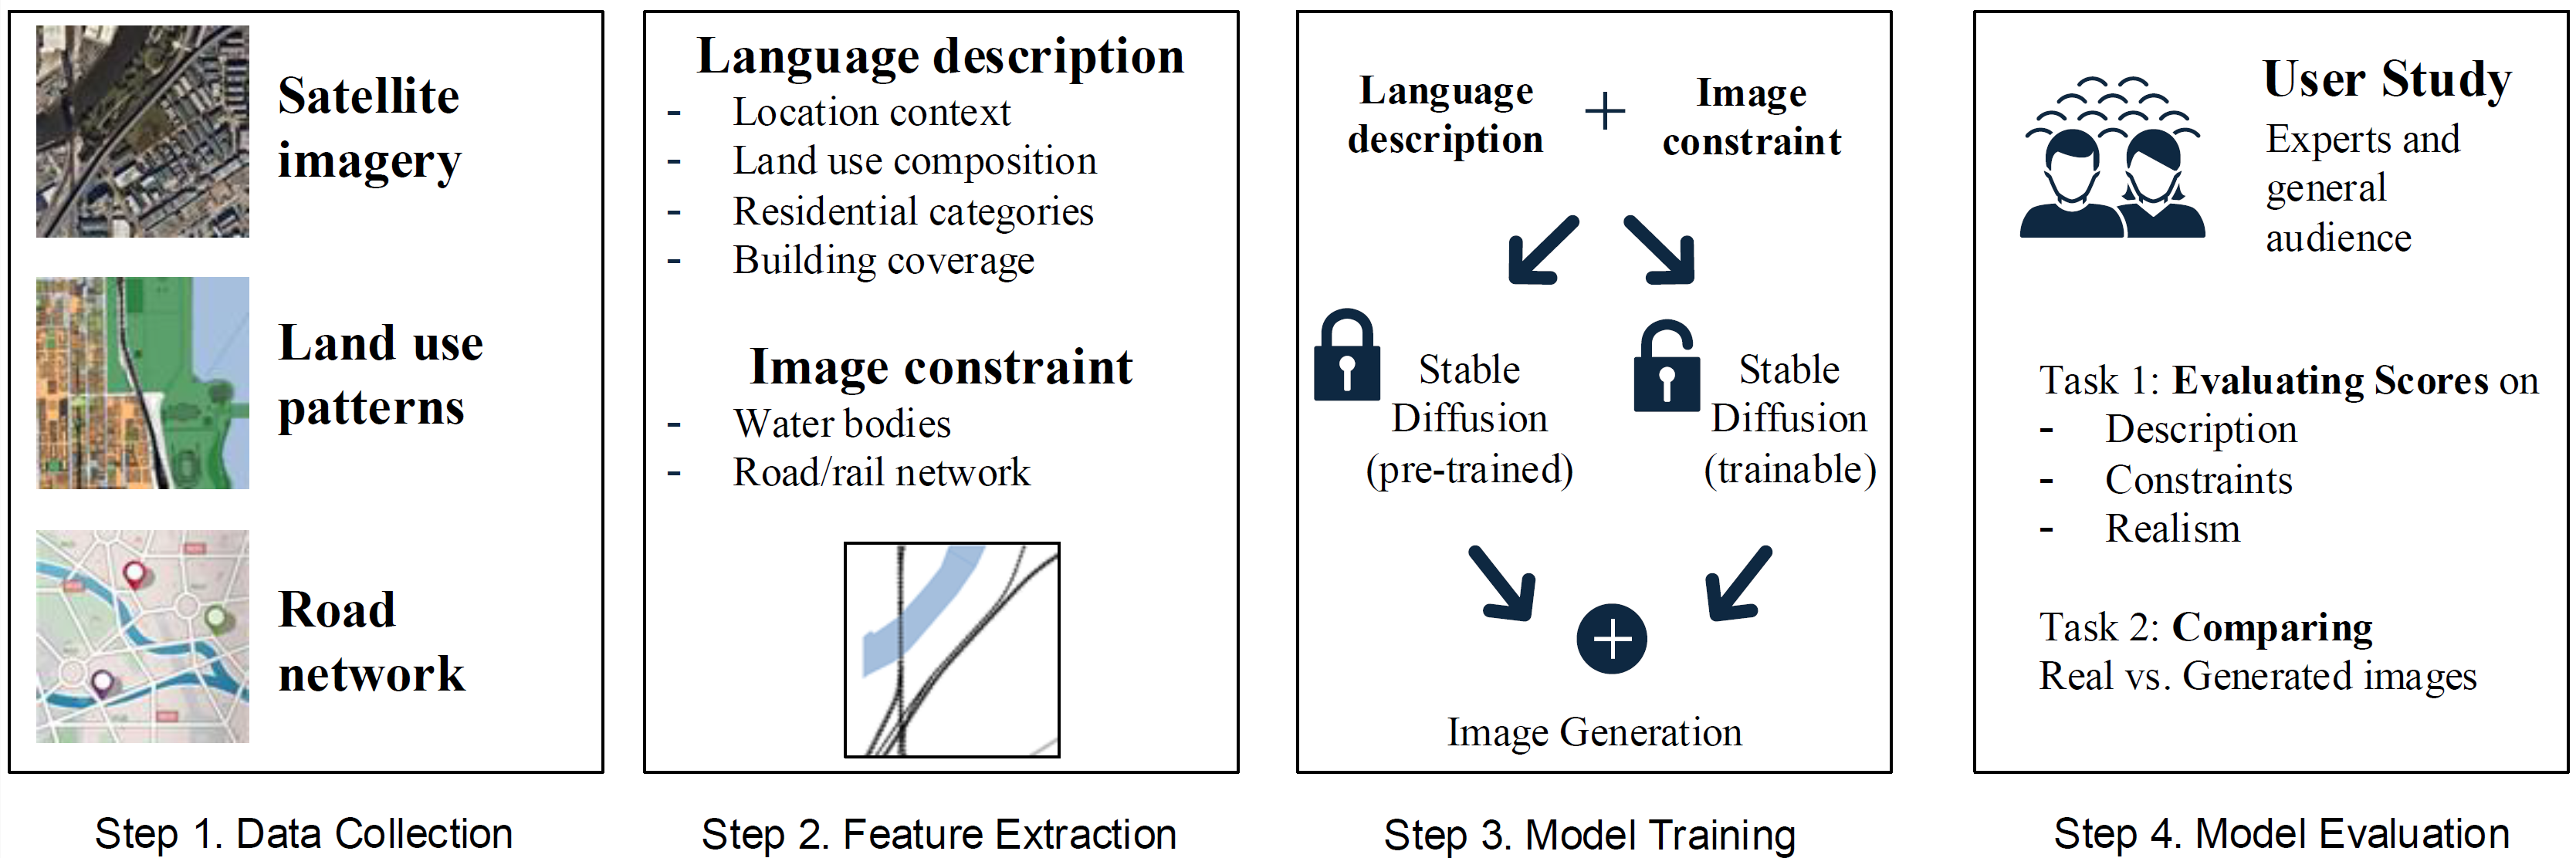 Satellite
imagery
Land use
patterns
Road
network
Step 1. Data Collection
Language description
- Location context
- Land use composition
- Residential categories
- Building coverage
Image constraint
- Water bodies
- Road/rail network
Step 2. Feature Extraction
Language
description
+
Image
constraint
Stable
Diffusion
(pre-trained)
Stable
Diffusion
(trainable)
+
Image Generation
Step 3. Model Training
User Study
Experts and
general
audience
Task 1: Evaluating Scores on
- Description
- Constraints
- Realism
Task 2: Comparing
Real vs. Generated images
Step 4. Model Evaluation